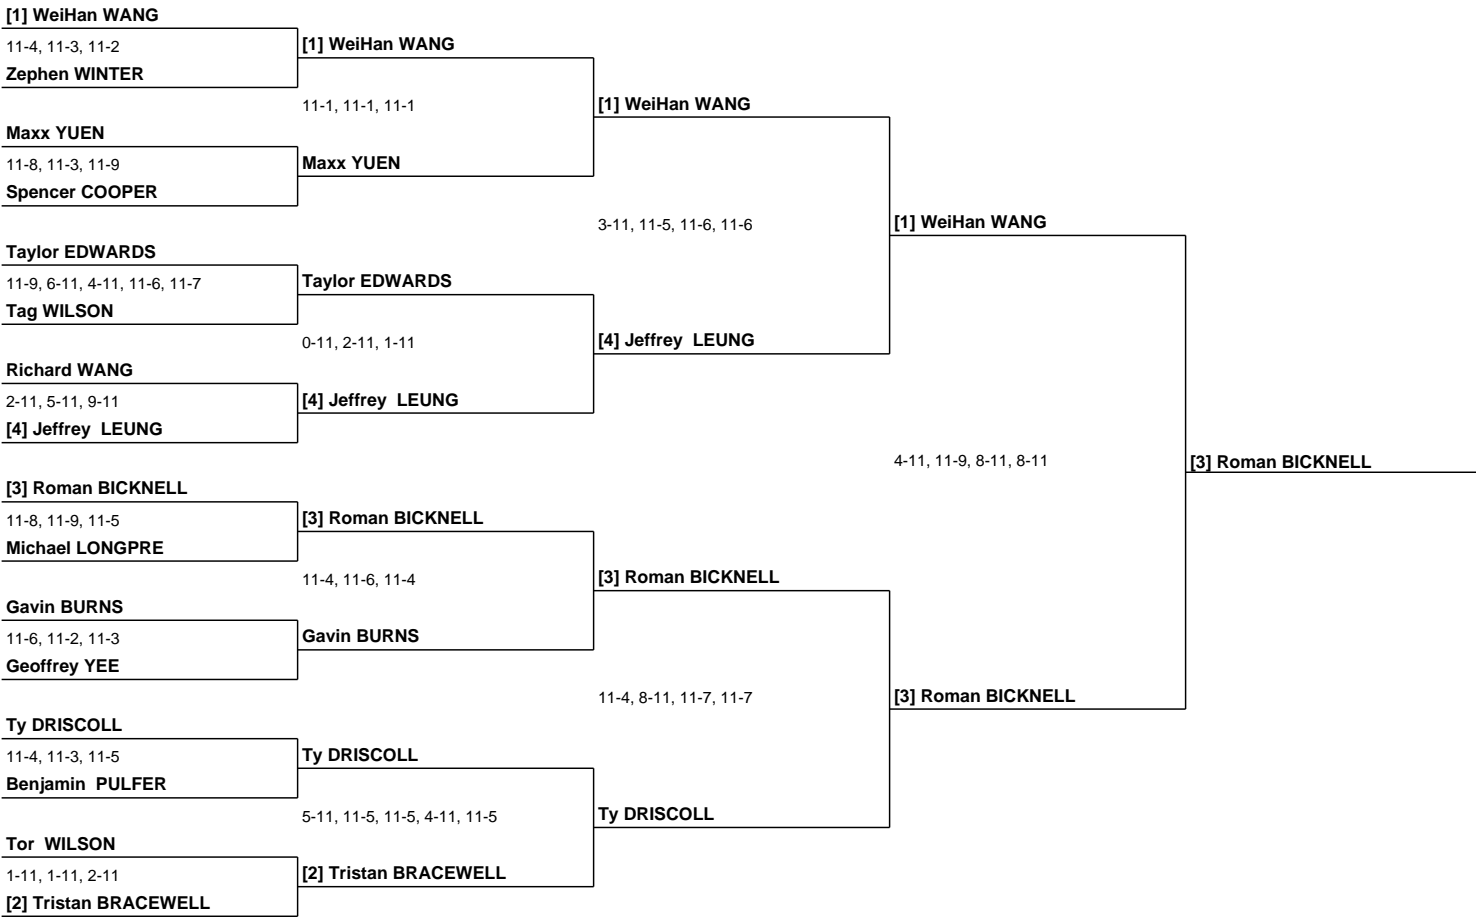 [1] WeiHan WANG
11-4, 11-3, 11-2
Zephen WINTER
Maxx YUEN
11-8, 11-3, 11-9
Spencer COOPER
Taylor EDWARDS
11-9, 6-11, 4-11, 11-6, 11-7
Tag WILSON
Richard WANG
2-11, 5-11, 9-11
[4] Jeffrey  LEUNG
[3] Roman BICKNELL
11-8, 11-9, 11-5
Michael LONGPRE
Gavin BURNS
11-6, 11-2, 11-3
Geoffrey YEE
Ty DRISCOLL
11-4, 11-3, 11-5
Benjamin  PULFER
Tor  WILSON
1-11, 1-11, 2-11
[2] Tristan BRACEWELL
[1] WeiHan WANG
11-1, 11-1, 11-1
Maxx YUEN
Taylor EDWARDS
0-11, 2-11, 1-11
[4] Jeffrey  LEUNG
[3] Roman BICKNELL
11-4, 11-6, 11-4
Gavin BURNS
Ty DRISCOLL
5-11, 11-5, 11-5, 4-11, 11-5
[2] Tristan BRACEWELL
[1] WeiHan WANG
3-11, 11-5, 11-6, 11-6
[4] Jeffrey  LEUNG
[3] Roman BICKNELL
11-4, 8-11, 11-7, 11-7
Ty DRISCOLL
[1] WeiHan WANG
4-11, 11-9, 8-11, 8-11
[3] Roman BICKNELL
[3] Roman BICKNELL